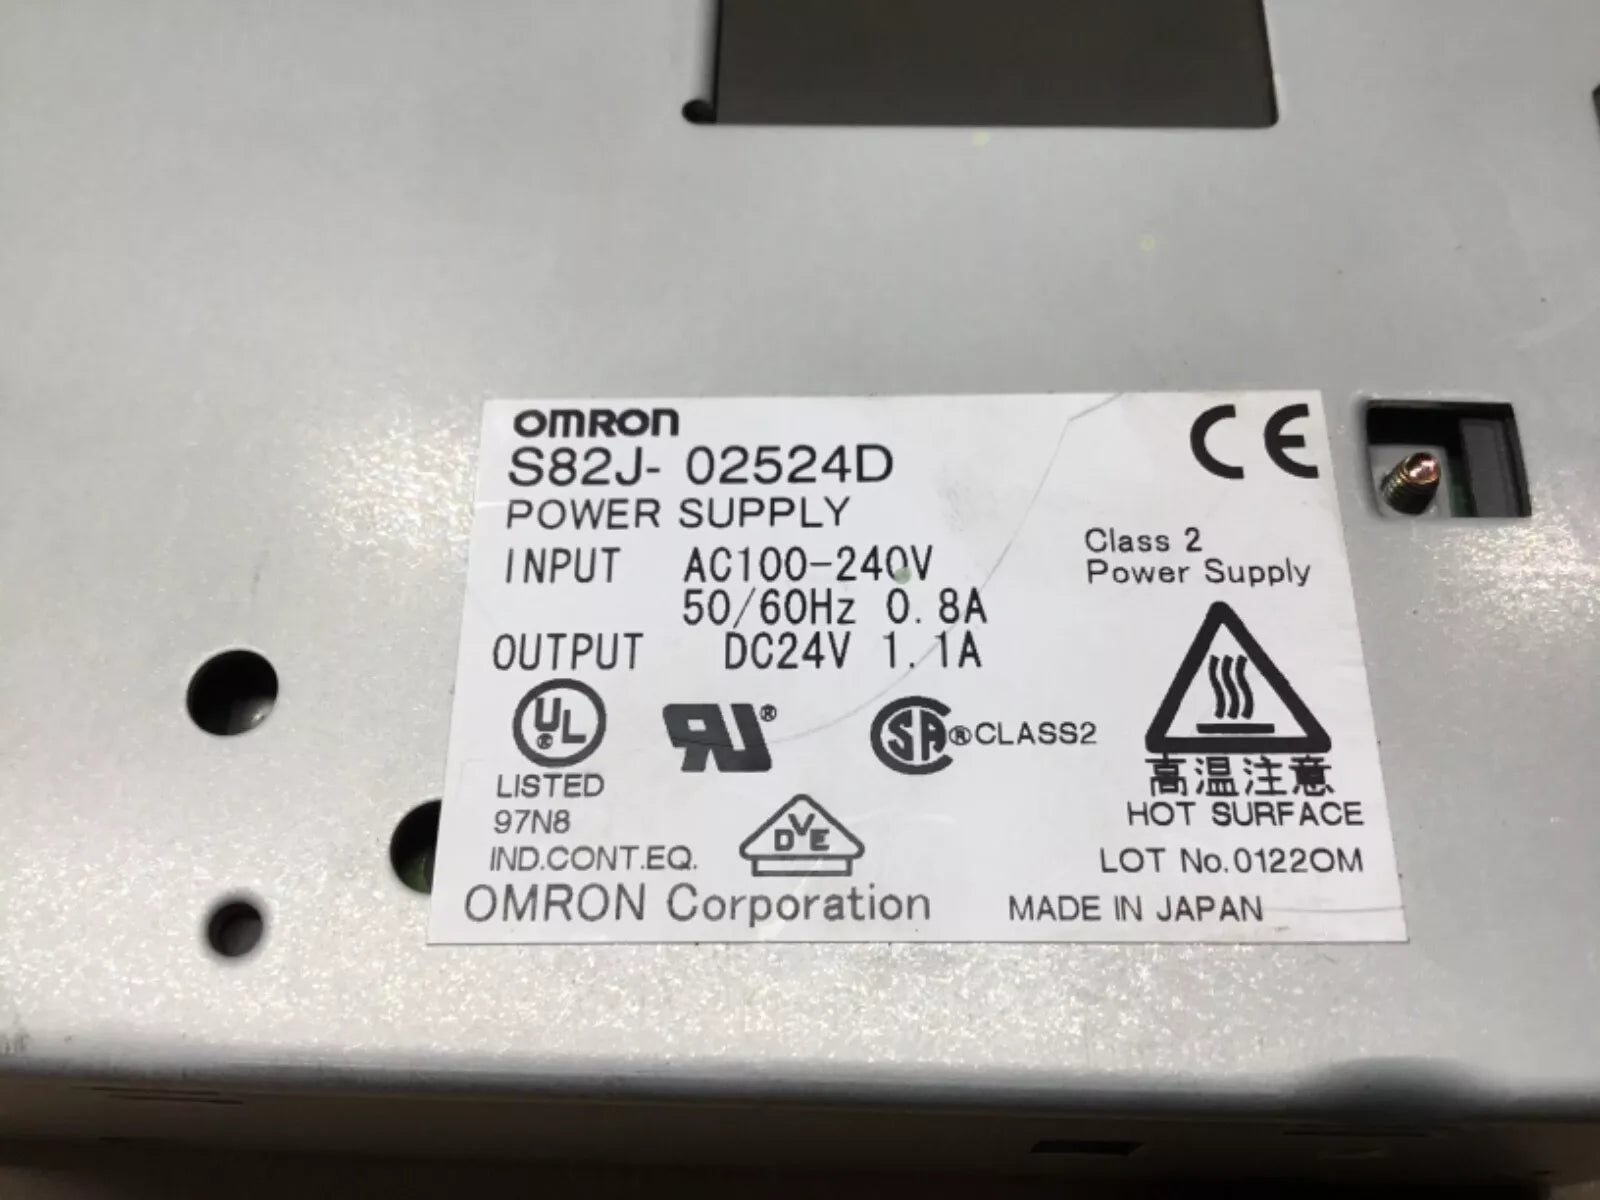 OMRON
S82J- 02524D
POWER SUPPLY
INPUT AC100-240V
50/60Hz 0.8A
OUTPUT DC24V 1.1A
CE
Class 2
Power Supply
UL®
LISTED
97N8
IND.CONT.EQ.
RU®
SA®CLASS2
DVE
高温注意
HOT SURFACE
LOT No.0122OM
OMRON Corporation
MADE IN JAPAN